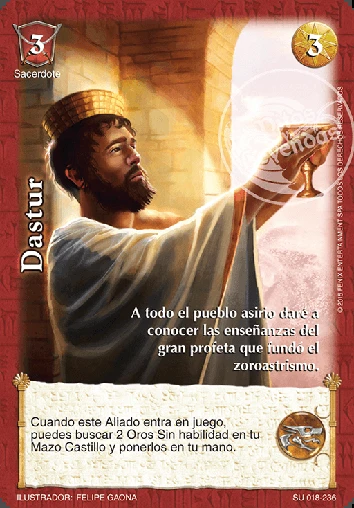 3
3
Sacerdote
Dastur
A todo el pueblo asirio daré a
conocer las enseñanzas del
gran profeta que fundó el
zoroastrismo.
Cuando este Aliado entra en juego,
puedes buscar 2 Oros Sin habilidad en tu
Mazo Castillo y ponerlos en tu mano.
ILUSTRADOR: FELIPE GAONA
SU 018-236